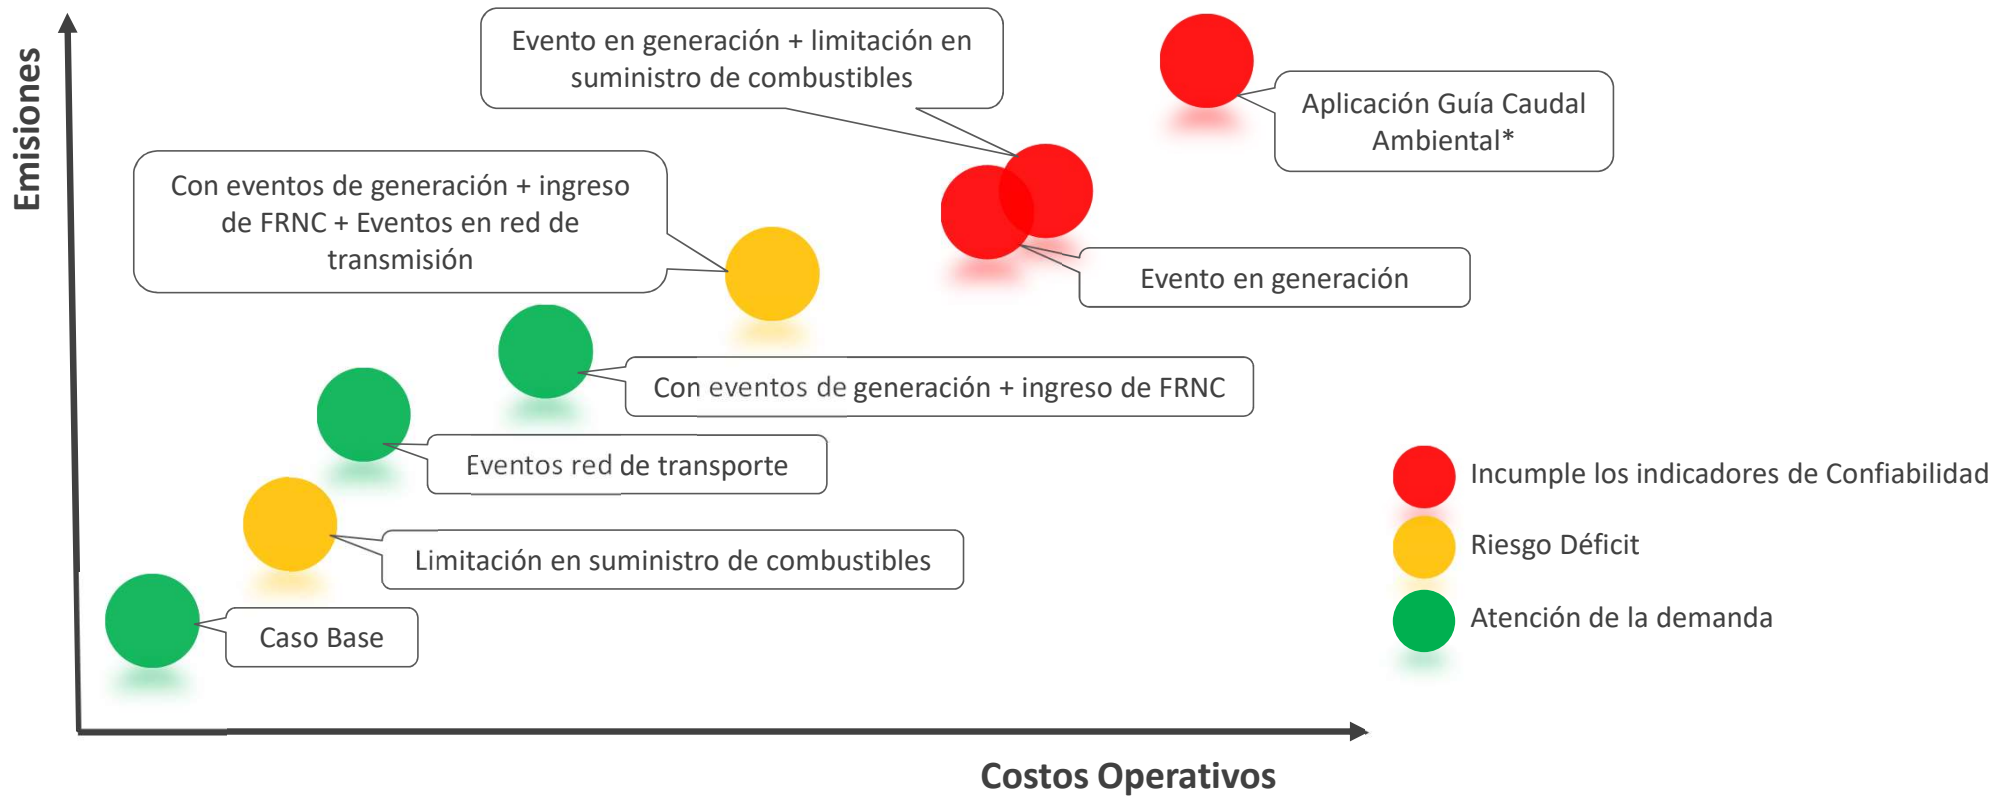 Emisiones
Evento en generación + limitación en
suministro de combustibles
Aplicación Guía Caudal
Ambiental*
Con eventos de generación + ingreso
de FRNC + Eventos en red de
transmisión
Evento en generación
Con eventos de generación + ingreso de FRNC
Eventos red de transporte
Limitación en suministro de combustibles
Caso Base
Incumple los indicadores de Confiabilidad
Riesgo Déficit
Atención de la demanda
Costos Operativos